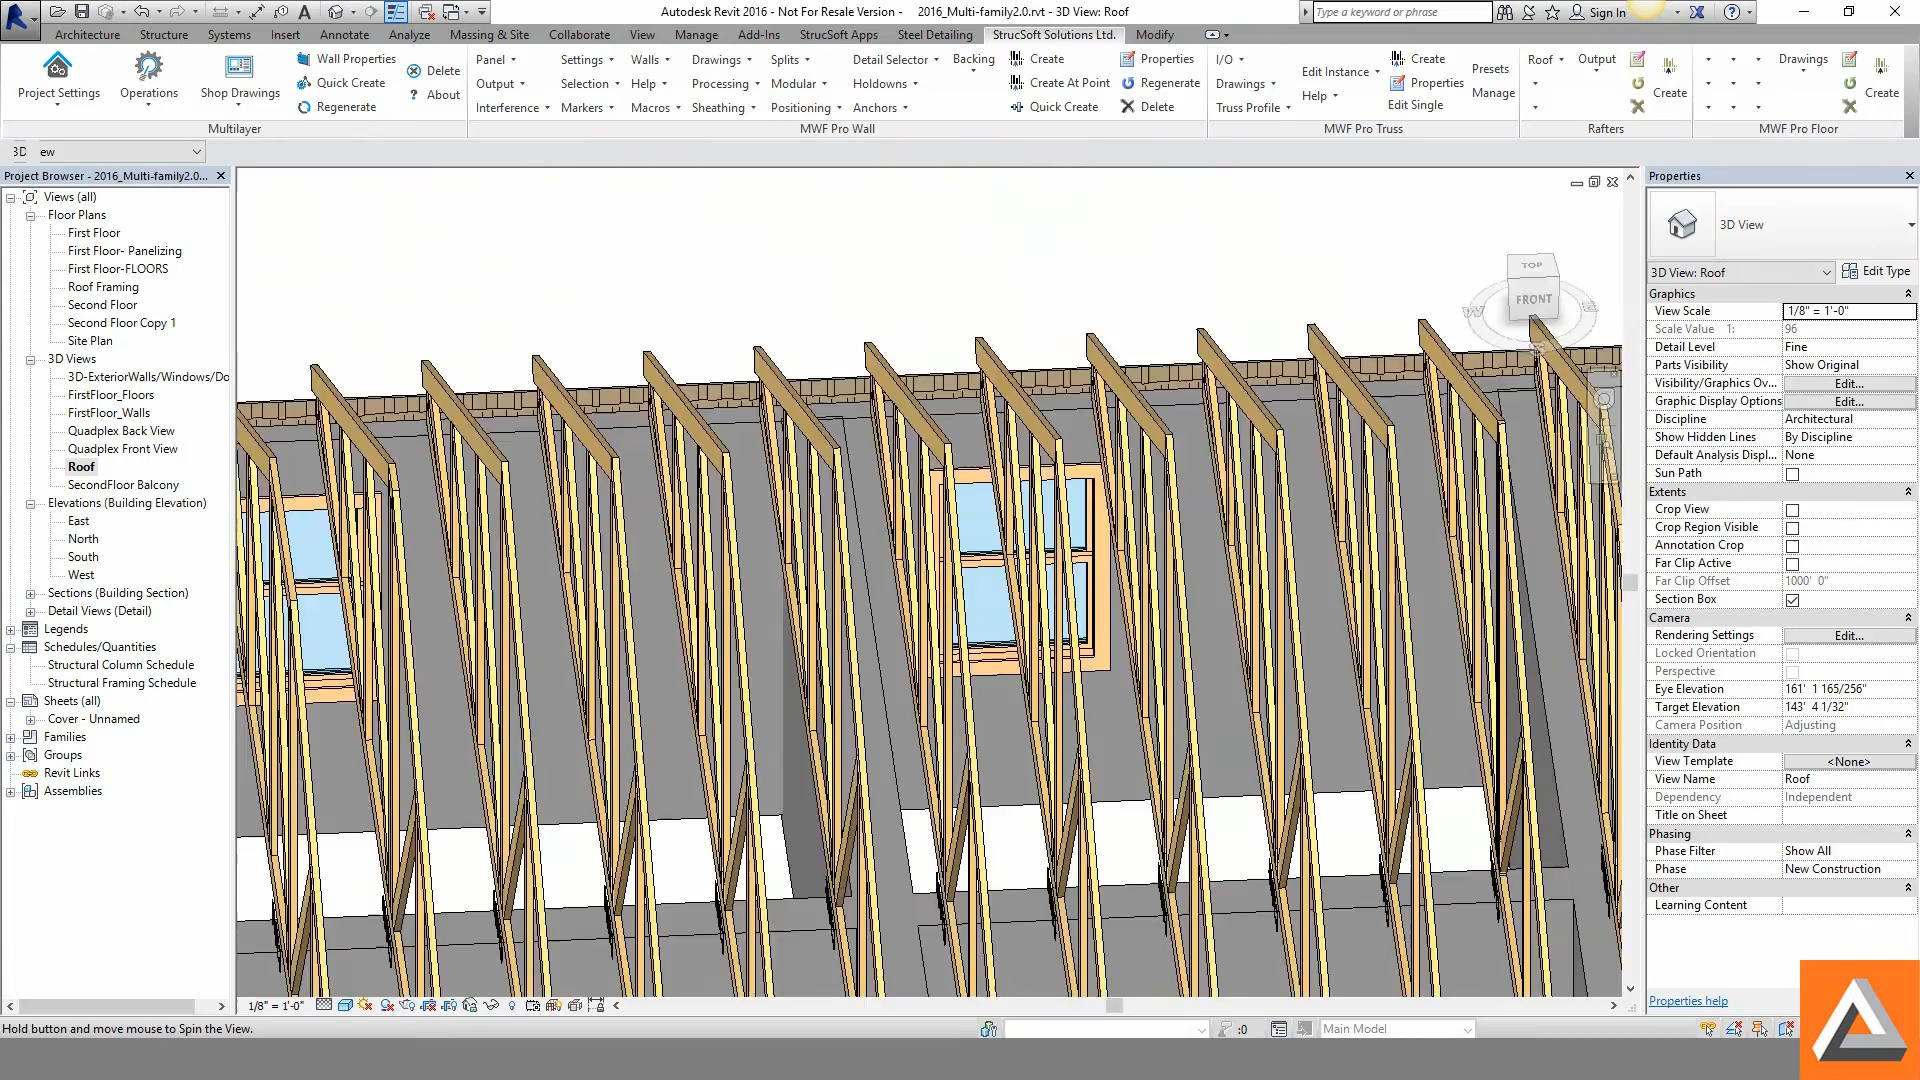 Autodesk Revit 2016 - Not For Resale Version -    2016_Multi-family2.0.rvt - 3D View: Roof
Type a keyword or phrase
Sign In
Architecture Structure Systems Insert Annotate Analyze Massing & Site Collaborate View Manage Add-Ins StrucSoft Apps Steel Detailing StrucSoft Solutions Ltd. Modify
Project Settings
Operations
Shop Drawings
Wall Properties
Quick Create
Regenerate
Delete
About
Multilayer
Panel Settings Walls Drawings Splits Detail Selector Backing Create Properties
Output Selection Help Processing Modular Holdowns Create At Point Regenerate
Interference Markers Macros Sheathing Positioning Anchors Quick Create Delete
MWF Pro Wall
I/O
Drawings
Truss Profile
Edit Instance
Help
Create
Properties
Edit Single
Presets
Manage
MWF Pro Truss
Roof Output
Create
Rafters
Drawings
Create
MWF Pro Floor
3D ew
Project Browser - 2016_Multi-family2.0...
Views (all)
Floor Plans
First Floor
First Floor- Panelizing
First Floor-FLOORS
Roof Framing
Second Floor
Second Floor Copy 1
Site Plan
3D Views
3D-ExteriorWalls/Windows/Do
FirstFloor_Floors
FirstFloor_Walls
Quadplex Back View
Quadplex Front View
Roof
SecondFloor Balcony
Elevations (Building Elevation)
East
North
South
West
Sections (Building Section)
Detail Views (Detail)
Legends
Schedules/Quantities
Structural Column Schedule
Structural Framing Schedule
Sheets (all)
Cover - Unnamed
Families
Groups
Revit Links
Assemblies
TOP
FRONT
W
Properties
3D View
3D View: Roof
Edit Type
Graphics
View Scale 1/8" = 1'-0"
Scale Value 1: 96
Detail Level Fine
Parts Visibility Show Original
Visibility/Graphics Ov... Edit...
Graphic Display Options Edit...
Discipline Architectural
Show Hidden Lines By Discipline
Default Analysis Displ... None
Sun Path
Extents
Crop View
Crop Region Visible
Annotation Crop
Far Clip Active
Far Clip Offset 1000' 0"
Section Box
Camera
Rendering Settings Edit...
Locked Orientation
Perspective
Eye Elevation 161' 1 165/256"
Target Elevation 143' 4 1/32"
Camera Position Adjusting
Identity Data
View Template <None>
View Name Roof
Dependency Independent
Title on Sheet
Phasing
Phase Filter Show All
Phase New Construction
Other
Learning Content
Properties help
1/8" = 1'-0"
Hold button and move mouse to Spin the View.
:0
Main Model